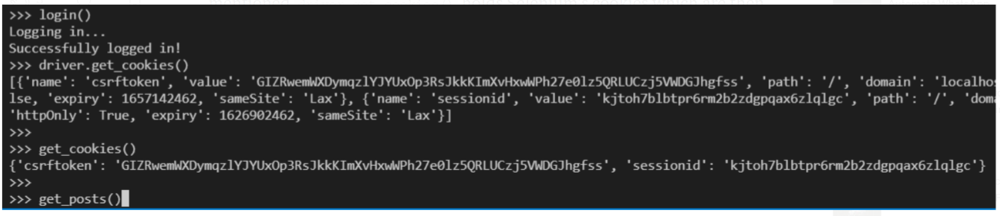 >>> login()
Logging in...
Successfully logged in!
>>> driver.get_cookies()
[{'name': 'csrftoken', 'value': 'GIZRwemWXDymqzlYJYUxOp3RsJkkKImXvHxwWPh27e0lz5QRLUCzj5VWDGJhgfss', 'path': '/', 'domain': 'localhos
lse, 'expiry': 1657142462, 'sameSite': 'Lax'}, {'name': 'sessionid', 'value': 'kjtoh7blbtpr6rm2b2zdgpqax6zlqlgc', 'path': '/', 'doma
'httpOnly': True, 'expiry': 1626902462, 'sameSite': 'Lax'}]
>>>
>>> get_cookies()
{'csrftoken': 'GIZRwemWXDymqzlYJYUxOp3RsJkkKImXvHxwWPh27e0lz5QRLUCzj5VWDGJhgfss', 'sessionid': 'kjtoh7blbtpr6rm2b2zdgpqax6zlqlgc'}
>>>
>>> get_posts()